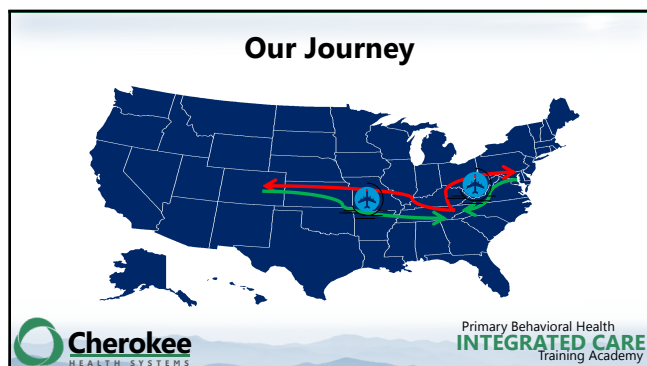 Our Journey
Cherokee
HEALTH SYSTEMS
Primary Behavioral Health
INTEGRATED CARE
Training Academy